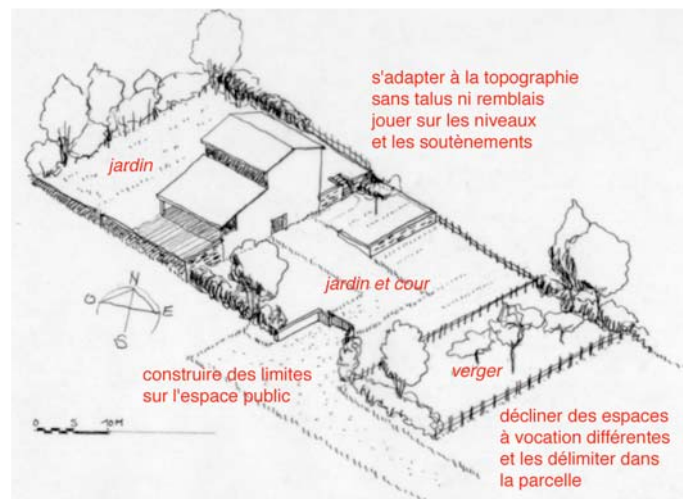 s'adapter à la topographie
sans talus ni remblais
jouer sur les niveaux
et les soutènements
jardin
jardin et cour
N
O
E
S
construire des limites
sur l'espace public
verger
0 5 10M
décliner des espaces
à vocation différentes
et les délimiter dans
la parcelle